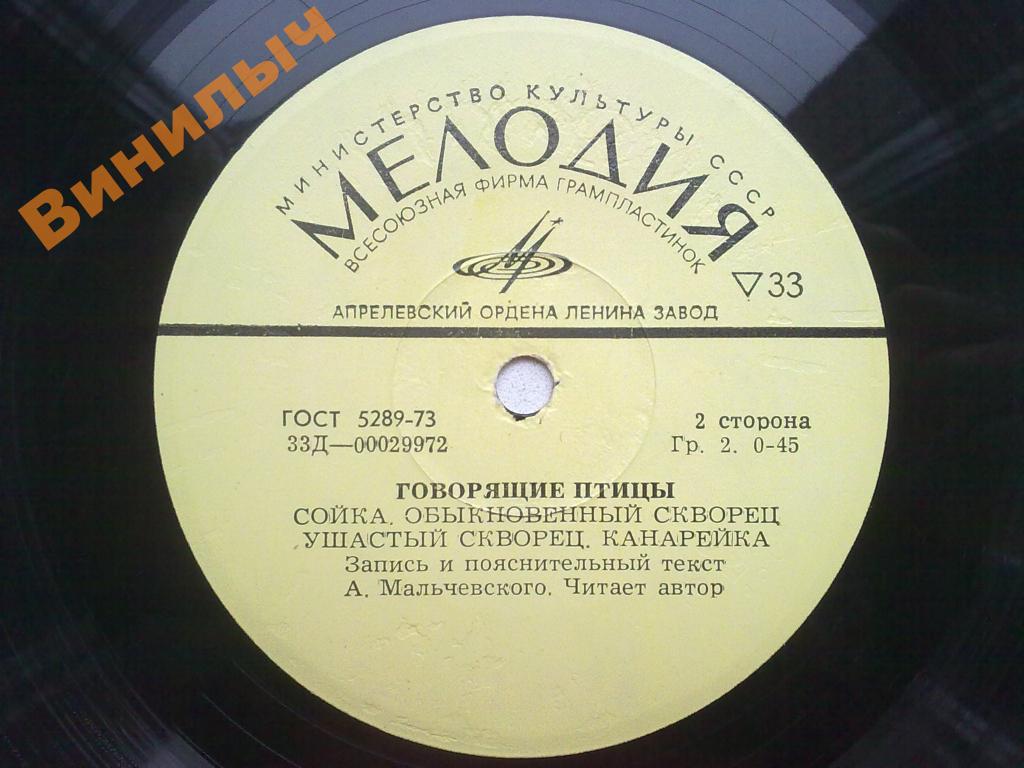 Винилыч
МИНИСТЕРСТВО КУЛЬТУРЫ СССР
МЕЛОДИЯ
ВСЕСОЮЗНАЯ ФИРМА ГРАМПЛАСТИНОК
▽33
АПРЕЛЕВСКИЙ ОРДЕНА ЛЕНИНА ЗАВОД
ГОСТ 5289-73
2 сторона
33Д—00029972
Гр. 2. 0-45
ГОВОРЯЩИЕ ПТИЦЫ
СОЙКА. ОБЫКНОВЕННЫЙ СКВОРЕЦ
УШАСТЫЙ СКВОРЕЦ. КАНАРЕЙКА
Запись и пояснительный текст
А. Мальчевского. Читает автор